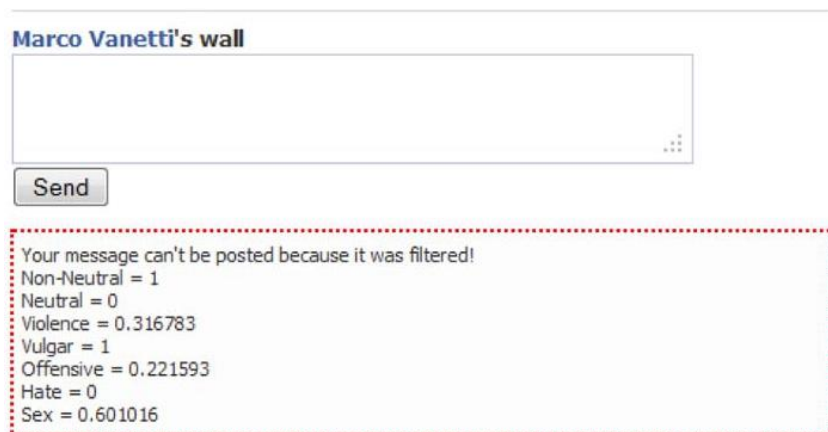 Marco Vanetti's wall
Send
Your message can't be posted because it was filtered!
Non-Neutral = 1
Neutral = 0
Violence = 0.316783
Vulgar = 1
Offensive = 0.221593
Hate = 0
Sex = 0.601016